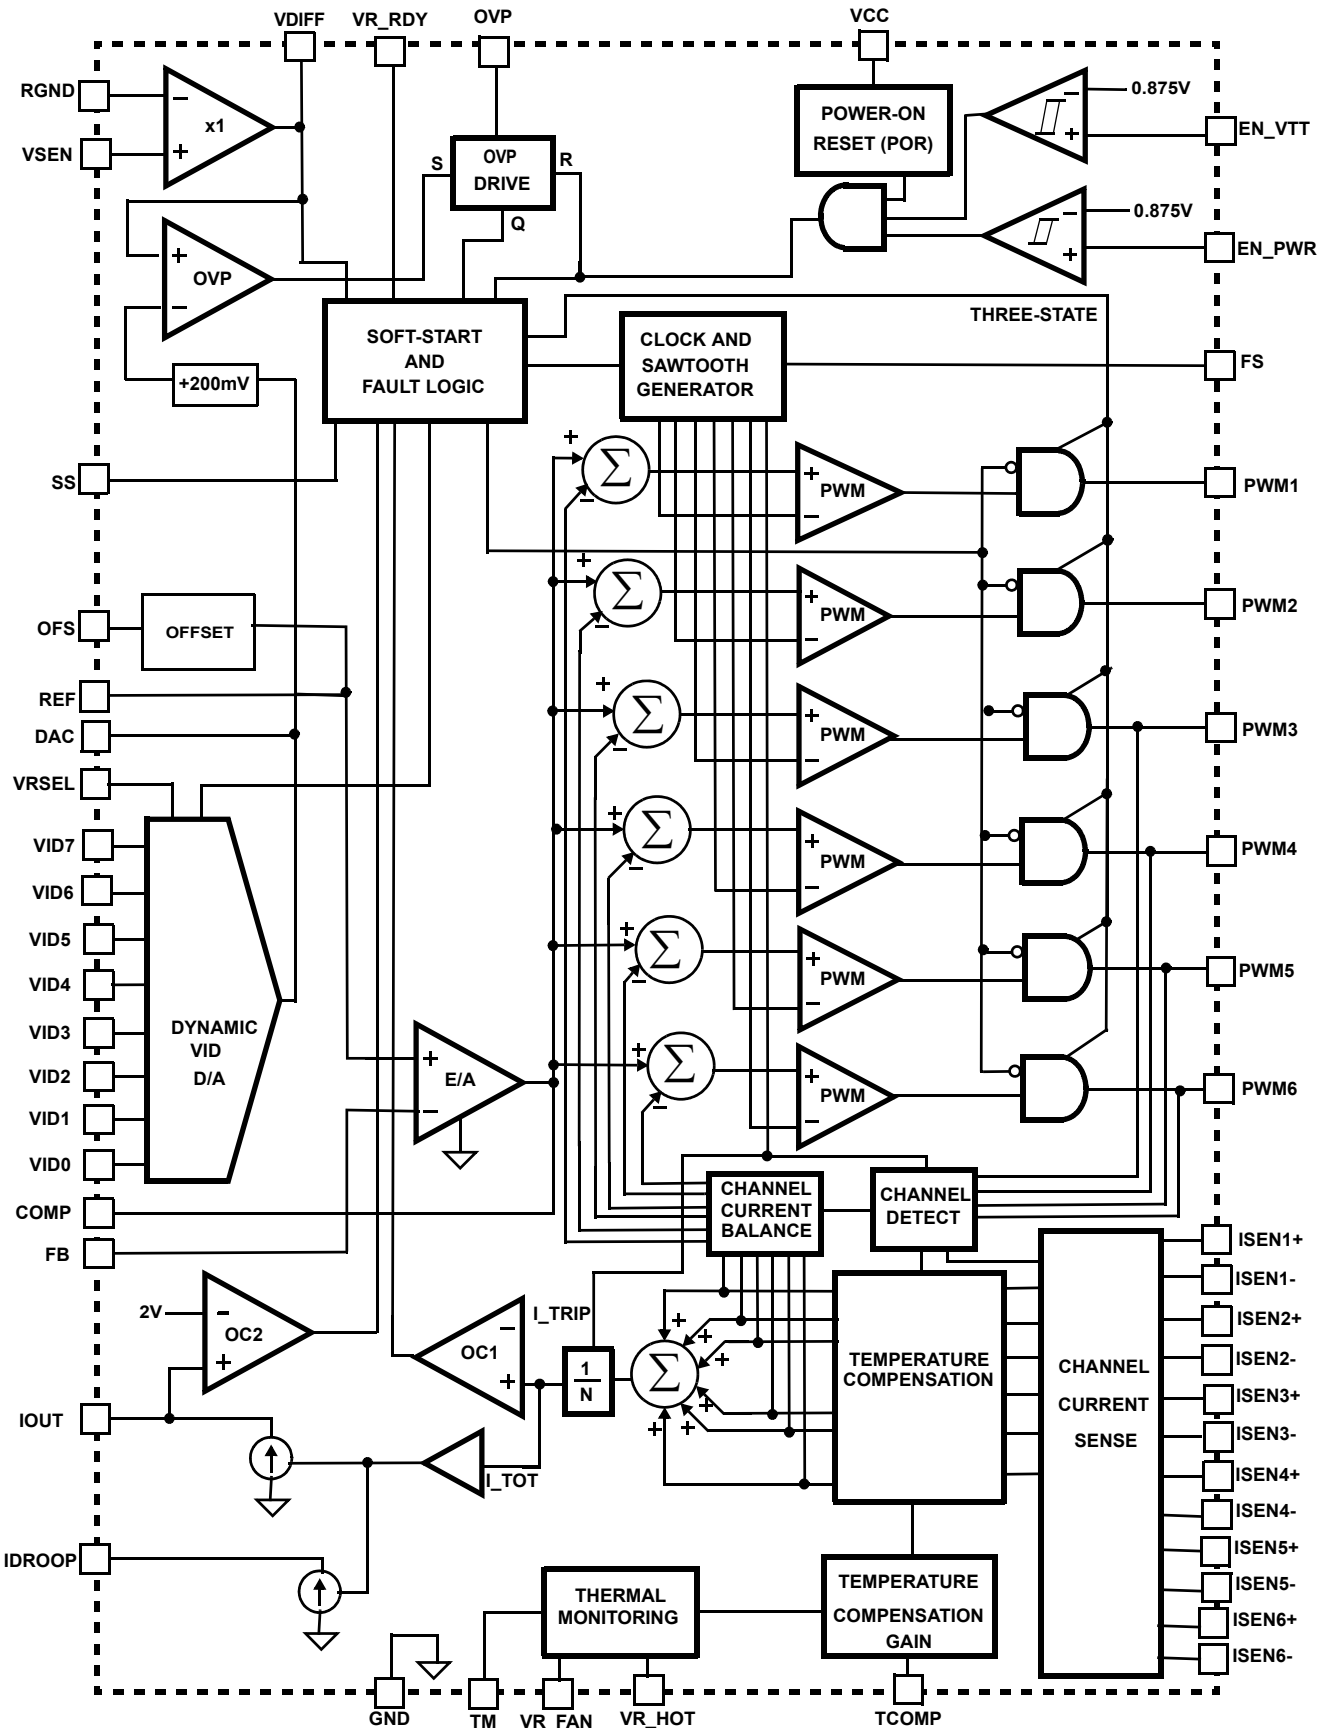 VDIFF
VR_RDY
OVP
VCC
RGND
VSEN
−
x1
+
S
OVP
DRIVE
R
Q
POWER-ON
RESET (POR)
−
+
0.875V
EN_VTT
−
+
0.875V
EN_PWR
+
OVP
−
+200mV
SOFT-START
AND
FAULT LOGIC
CLOCK AND
SAWTOOTH
GENERATOR
THREE-STATE
FS
SS
+
Σ
−
+
PWM
−
PWM1
+
Σ
−
+
PWM
−
PWM2
OFS
OFFSET
REF
DAC
VRSEL
+
Σ
−
+
PWM
−
PWM3
+
Σ
−
+
PWM
−
PWM4
+
Σ
−
+
PWM
−
PWM5
+
Σ
−
+
PWM
−
PWM6
VID7
VID6
VID5
VID4
VID3
VID2
VID1
VID0
DYNAMIC
VID
D/A
+
E/A
−
COMP
FB
CHANNEL
CURRENT
BALANCE
CHANNEL
DETECT
2V
−
OC2
+
−
OC1
+
I_TRIP
1
N
Σ
+
+
+
+
+
+
TEMPERATURE
COMPENSATION
CHANNEL
CURRENT
SENSE
ISEN1+
ISEN1-
ISEN2+
ISEN2-
ISEN3+
ISEN3-
ISEN4+
ISEN4-
ISEN5+
ISEN5-
ISEN6+
ISEN6-
IOUT
I_TOT
IDROOP
THERMAL
MONITORING
TEMPERATURE
COMPENSATION
GAIN
GND
TM
VR_FAN
VR_HOT
TCOMP